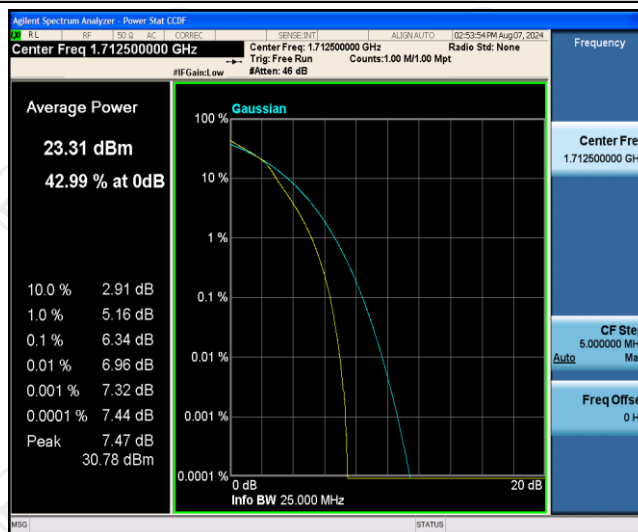 Agilent Spectrum Analyzer - Power Stat CCDF
RL RF 50 Ω AC CORREC SENSE:INT ALIGN AUTO 02:53:54 PM Aug 07, 2024
Center Freq 1.712500000 GHz
Center Freq: 1.712500000 GHz Radio Std: None
Trig: Free Run Counts:1.00 M/1.00 Mpt
#IFGain:Low #Atten: 46 dB
Frequency
Average Power
23.31 dBm
42.99 % at 0dB
10.0 % 2.91 dB
1.0 % 5.16 dB
0.1 % 6.34 dB
0.01 % 6.96 dB
0.001 % 7.32 dB
0.0001 % 7.44 dB
Peak 7.47 dB
30.78 dBm
Gaussian
100 %
10 %
1 %
0.1 %
0.01 %
0.001 %
0.0001 %
0 dB 20 dB
Info BW 25.000 MHz
Center Fre
1.712500000 GH
CF Ste
5.000000 MH
Auto Ma
Freq Offse
0 H
MSG STATUS